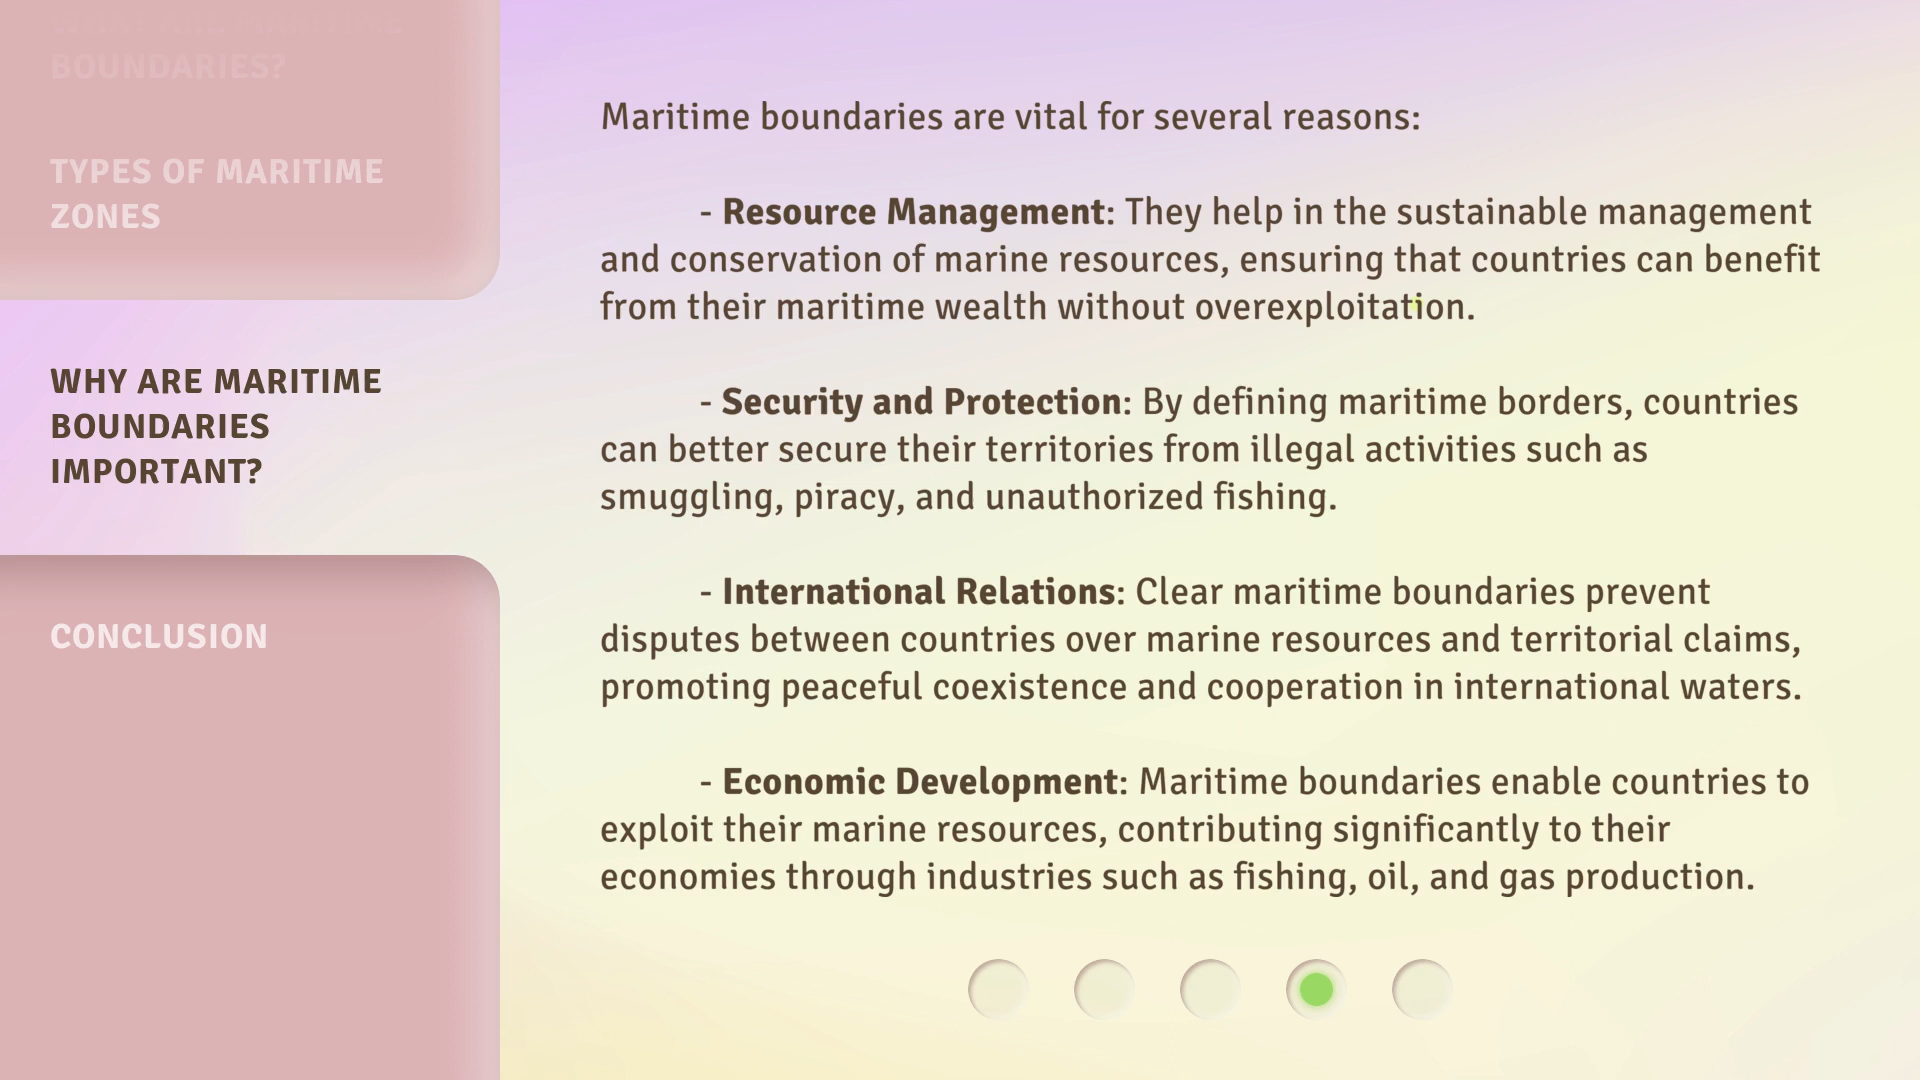 WHAT ARE MARITIME
BOUNDARIES?
TYPES OF MARITIME
ZONES
WHY ARE MARITIME
BOUNDARIES
IMPORTANT?
CONCLUSION
Maritime boundaries are vital for several reasons:
- Resource Management: They help in the sustainable management
and conservation of marine resources, ensuring that countries can benefit
from their maritime wealth without overexploitation.
- Security and Protection: By defining maritime borders, countries
can better secure their territories from illegal activities such as
smuggling, piracy, and unauthorized fishing.
- International Relations: Clear maritime boundaries prevent
disputes between countries over marine resources and territorial claims,
promoting peaceful coexistence and cooperation in international waters.
- Economic Development: Maritime boundaries enable countries to
exploit their marine resources, contributing significantly to their
economies through industries such as fishing, oil, and gas production.